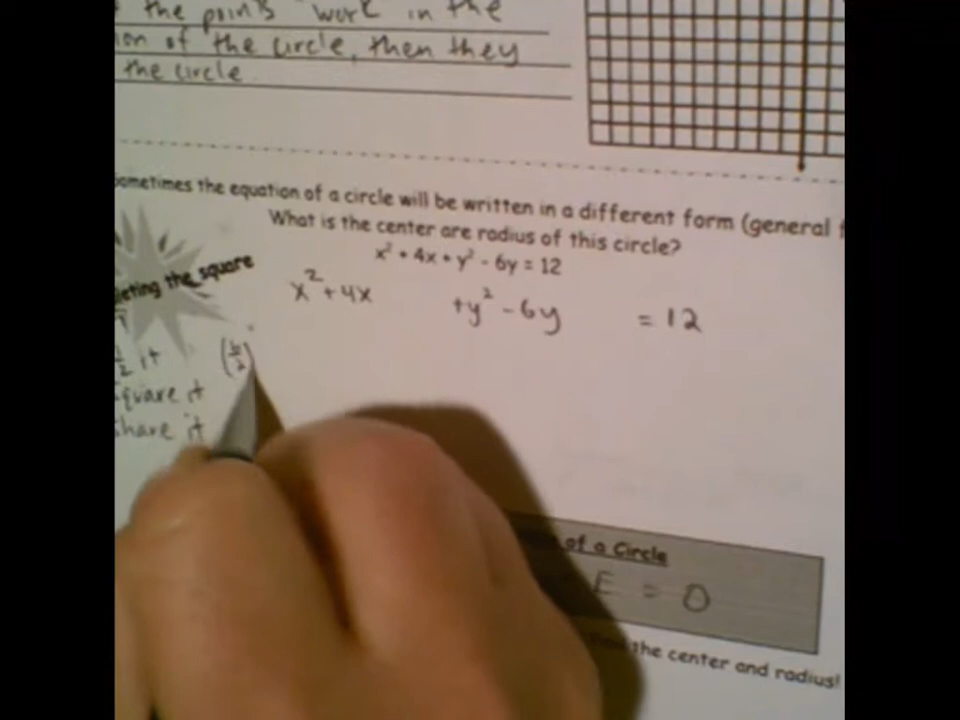 the points work in the
of the circle, then they
the circle
Sometimes the equation of a circle will be written in a different form (general
What is the center are radius of this circle?
x² + 4x + y² - 6y = 12
the square
x² + 4x + y² - 6y = 12
½ it (b/2)
square it
share it
of a Circle
E = 0
the center and radius!